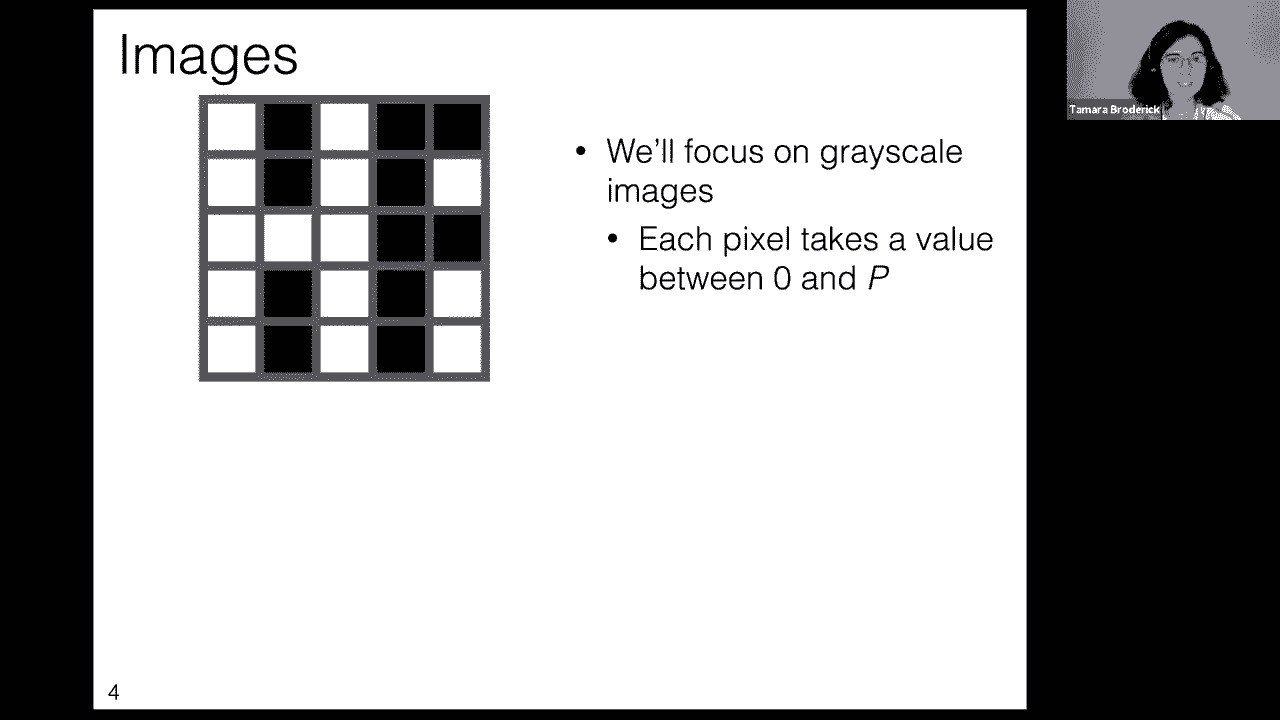 Images
• We'll focus on grayscale
images
• Each pixel takes a value
between 0 and P
4
Tamara Broderick